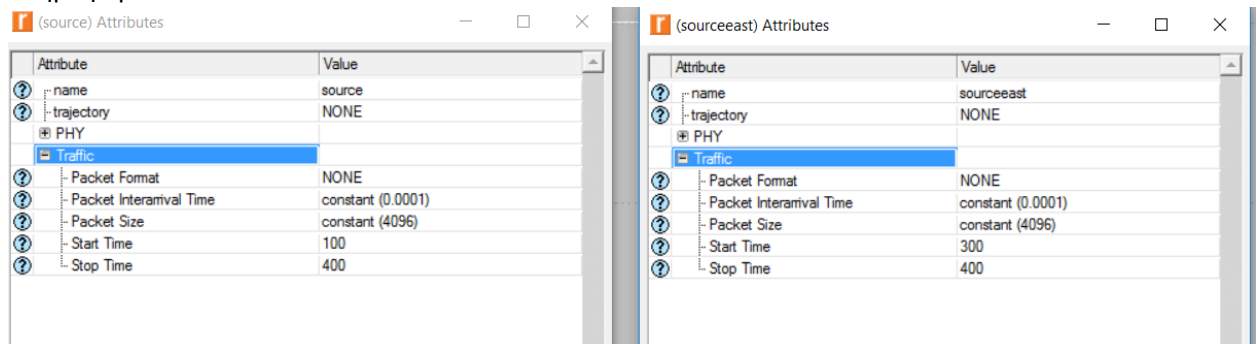 (source) Attributes
Attribute Value
name source
trajectory NONE
PHY
Traffic
Packet Format NONE
Packet Interarrival Time constant (0.0001)
Packet Size constant (4096)
Start Time 100
Stop Time 400
(sourceeast) Attributes
Attribute Value
name sourceeast
trajectory NONE
PHY
Traffic
Packet Format NONE
Packet Interarrival Time constant (0.0001)
Packet Size constant (4096)
Start Time 300
Stop Time 400